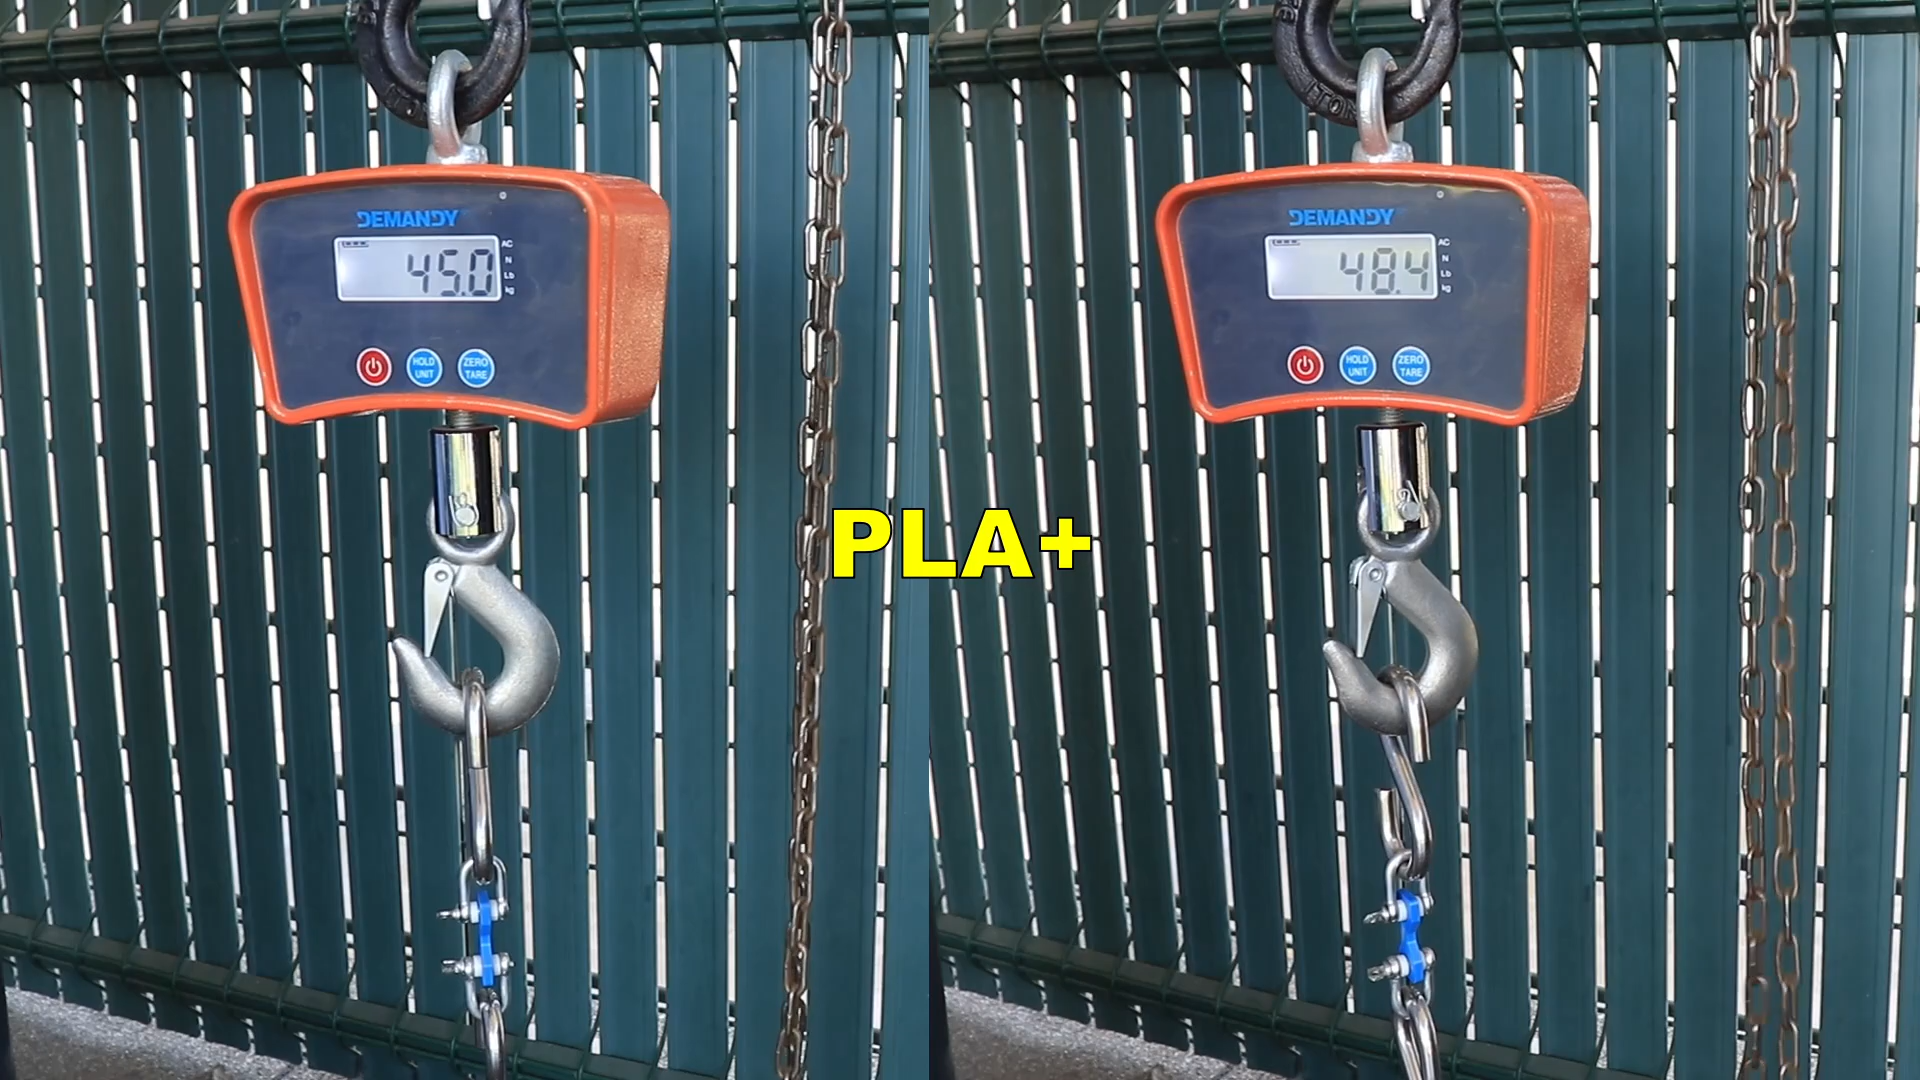 DEMANDY
AC
N
Lb
kg
45.0
HOLD
UNIT
ZERO
TARE
PLA+
DEMANDY
AC
N
Lb
kg
48.4
HOLD
UNIT
ZERO
TARE